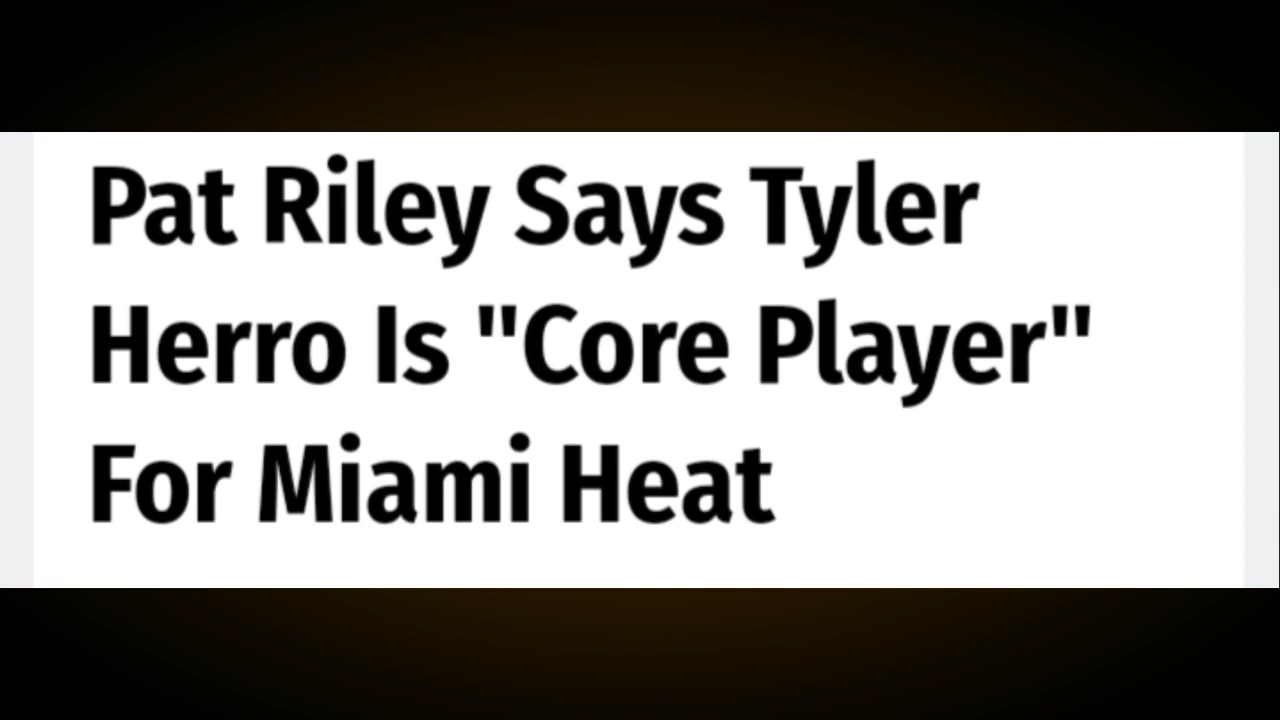 Pat Riley Says Tyler
Herro Is "Core Player"
For Miami Heat